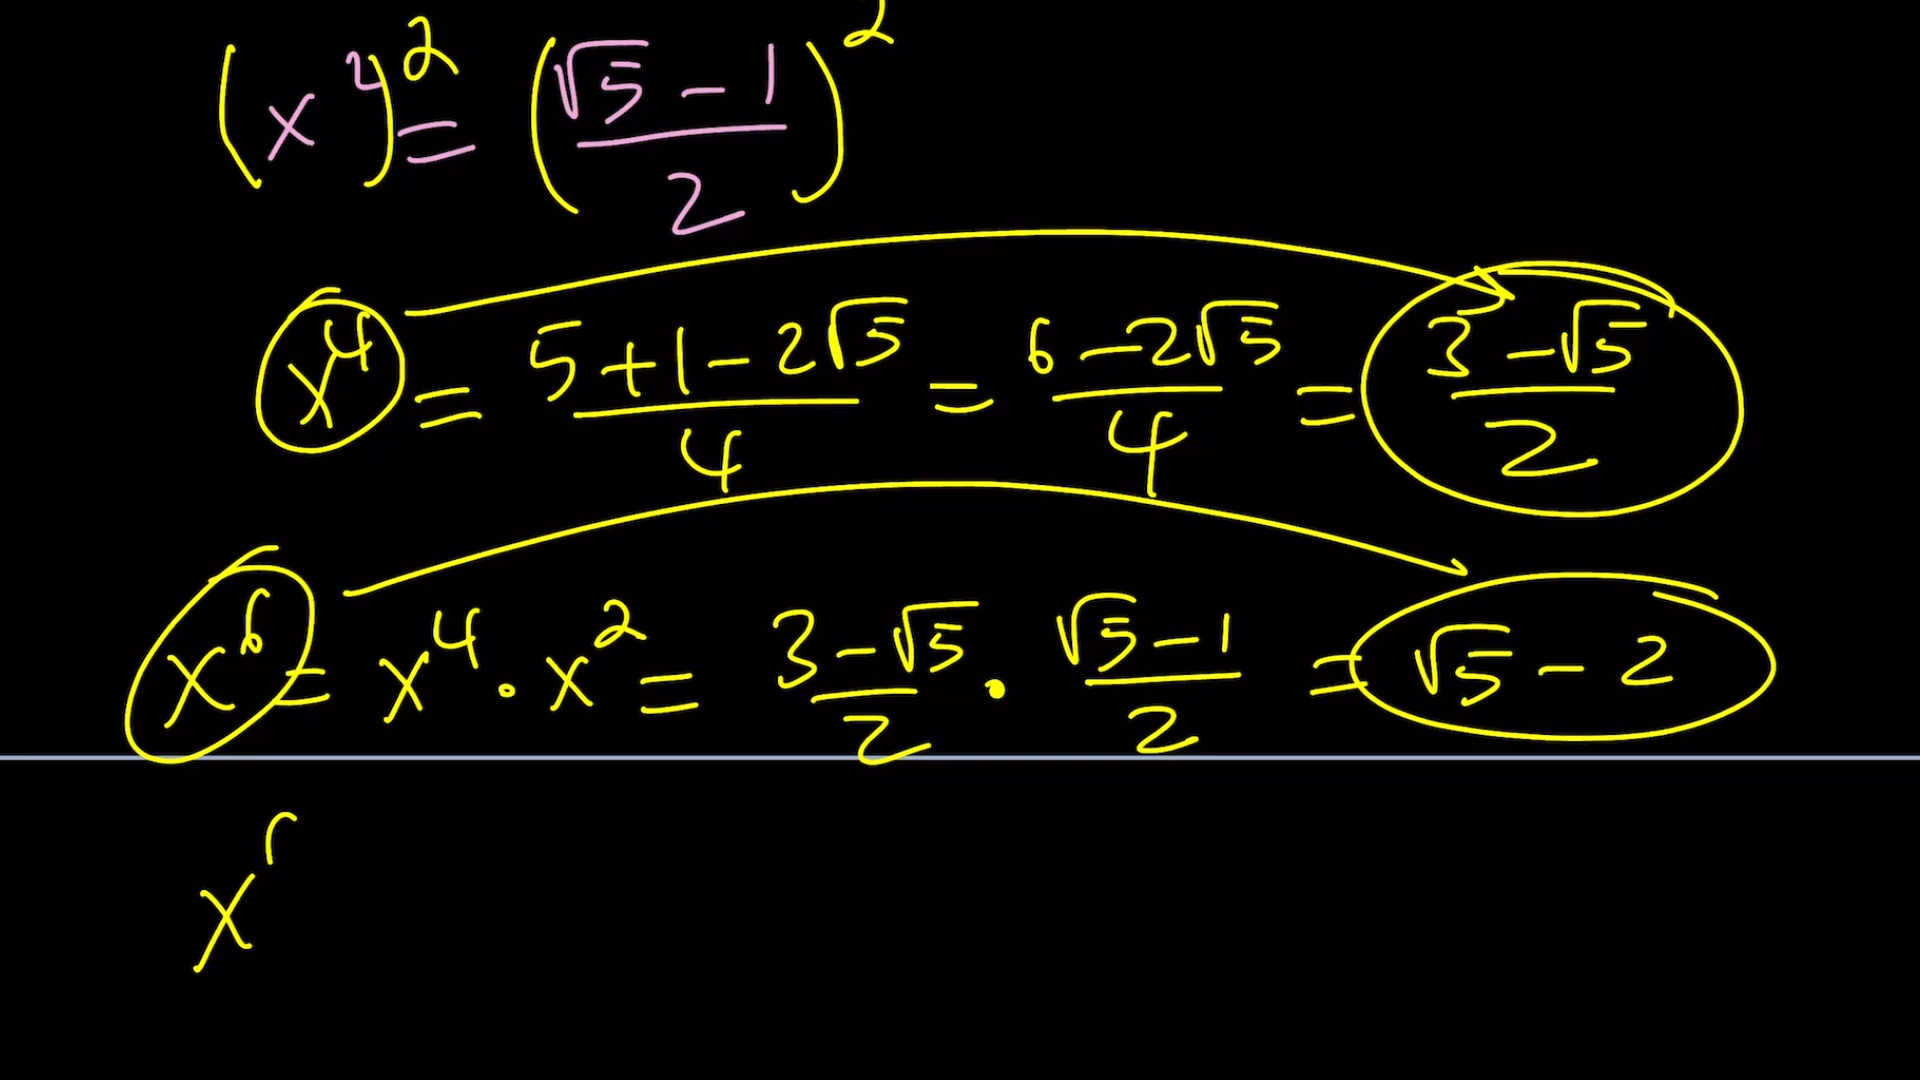 (x²)² = ((√5 - 1)/2)²
x⁴ = (5 + 1 - 2√5)/4 = (6 - 2√5)/4 = (3 - √5)/2
x⁶ = x⁴ · x² = (3 - √5)/2 · (√5 - 1)/2 = √5 - 2
x